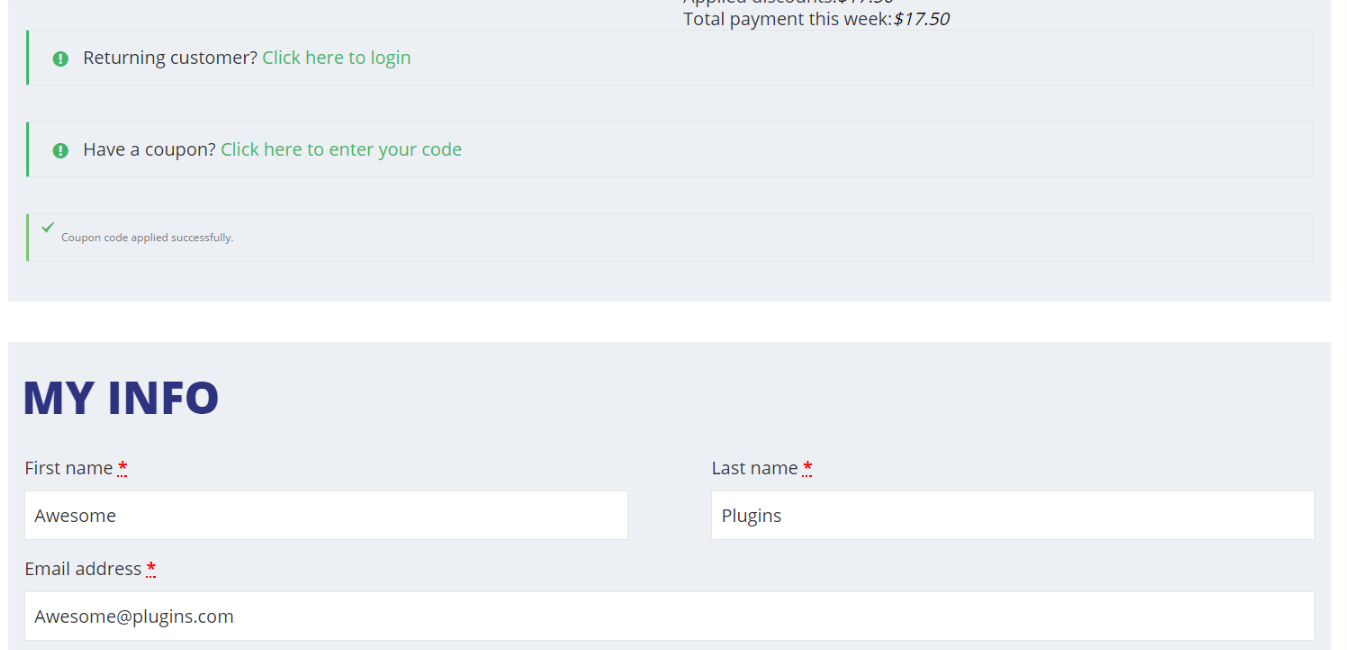 Applied discounts:$17.50
Total payment this week:$17.50
Returning customer? Click here to login
Have a coupon? Click here to enter your code
Coupon code applied successfully.
MY INFO
First name *
Last name *
Awesome
Plugins
Email address *
Awesome@plugins.com